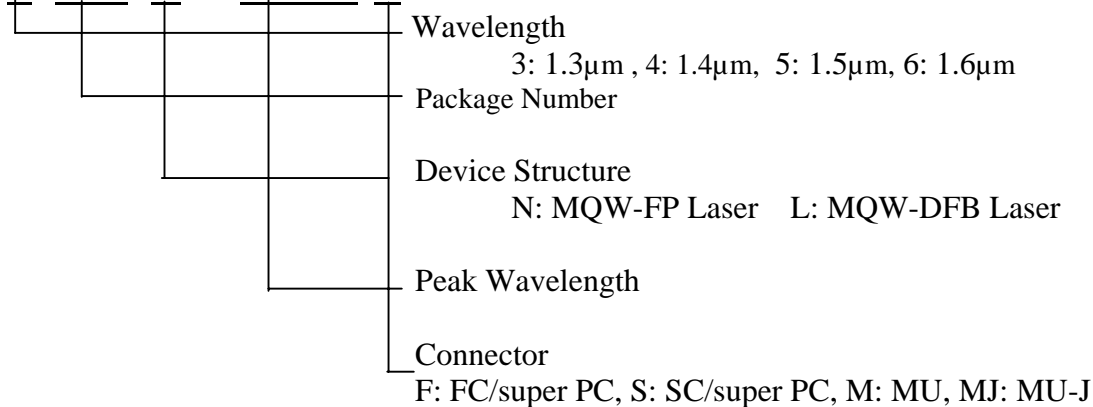 Wavelength
3: 1.3µm , 4: 1.4µm, 5: 1.5µm, 6: 1.6µm
Package Number
Device Structure
N: MQW-FP Laser L: MQW-DFB Laser
Peak Wavelength
Connector
F: FC/super PC, S: SC/super PC, M: MU, MJ: MU-J